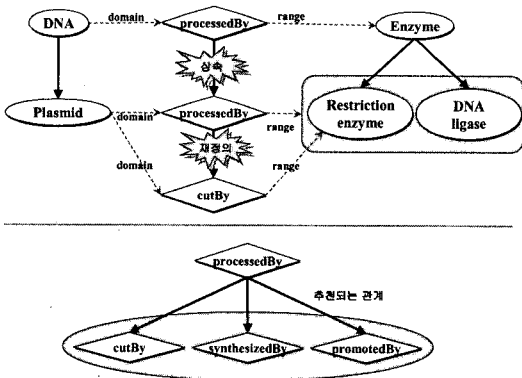 DNA
domain
processedBy
range
Enzyme
상속
Plasmid
domain
processedBy
range
Restriction
enzyme
DNA
ligase
재정의
domain
range
cutBy
processedBy
추천되는 관계
cutBy
synthesizedBy
promotedBy